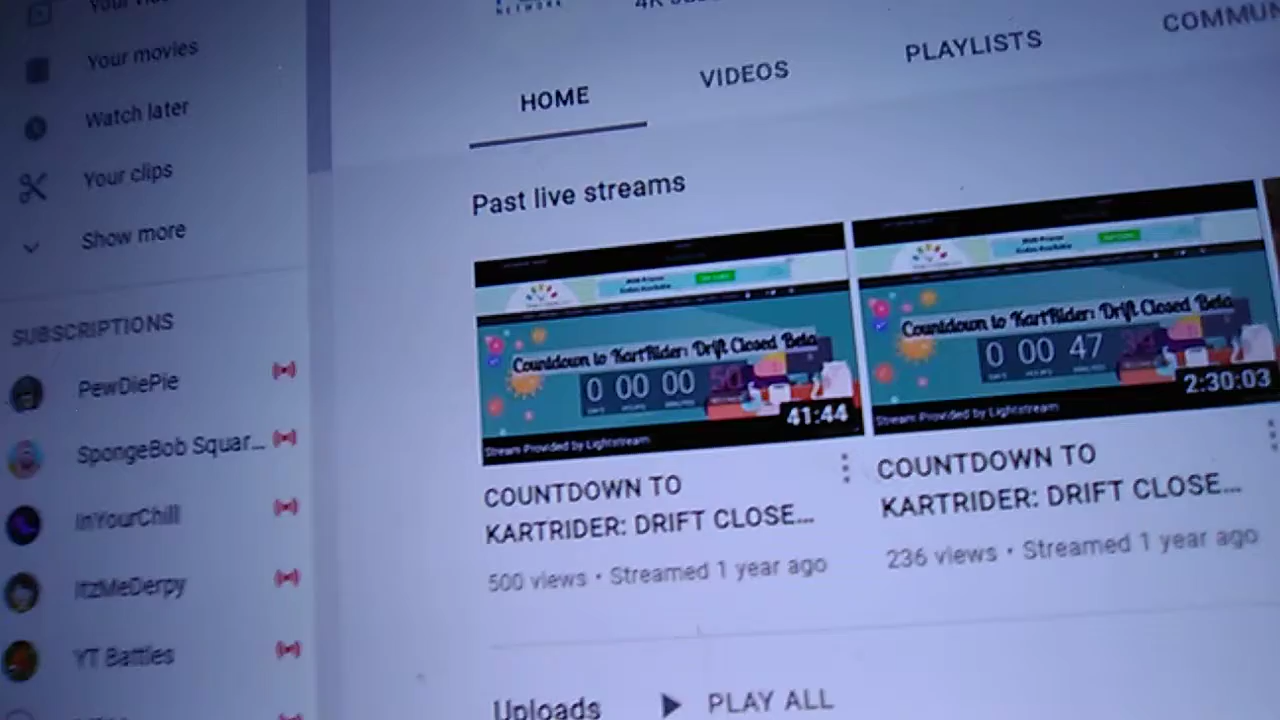 Your movies
Watch later
Your clips
Show more
SUBSCRIPTIONS
PewDiePie
SpongeBob Squar...
InYourChill
ItzMeDerpy
YT Battles
NETWORK
HOME
VIDEOS
PLAYLISTS
COMMUN
Past live streams
Countdown to KartRider: Drift Closed Beta
0 00 00 50
41:44
Stream Provided by Lightstream
COUNTDOWN TO
KARTRIDER: DRIFT CLOSE...
500 views • Streamed 1 year ago
Countdown to KartRider: Drift Closed Beta
0 00 47
2:30:03
Stream Provided by Lightstream
COUNTDOWN TO
KARTRIDER: DRIFT CLOSE...
236 views • Streamed 1 year ago
Uploads
PLAY ALL